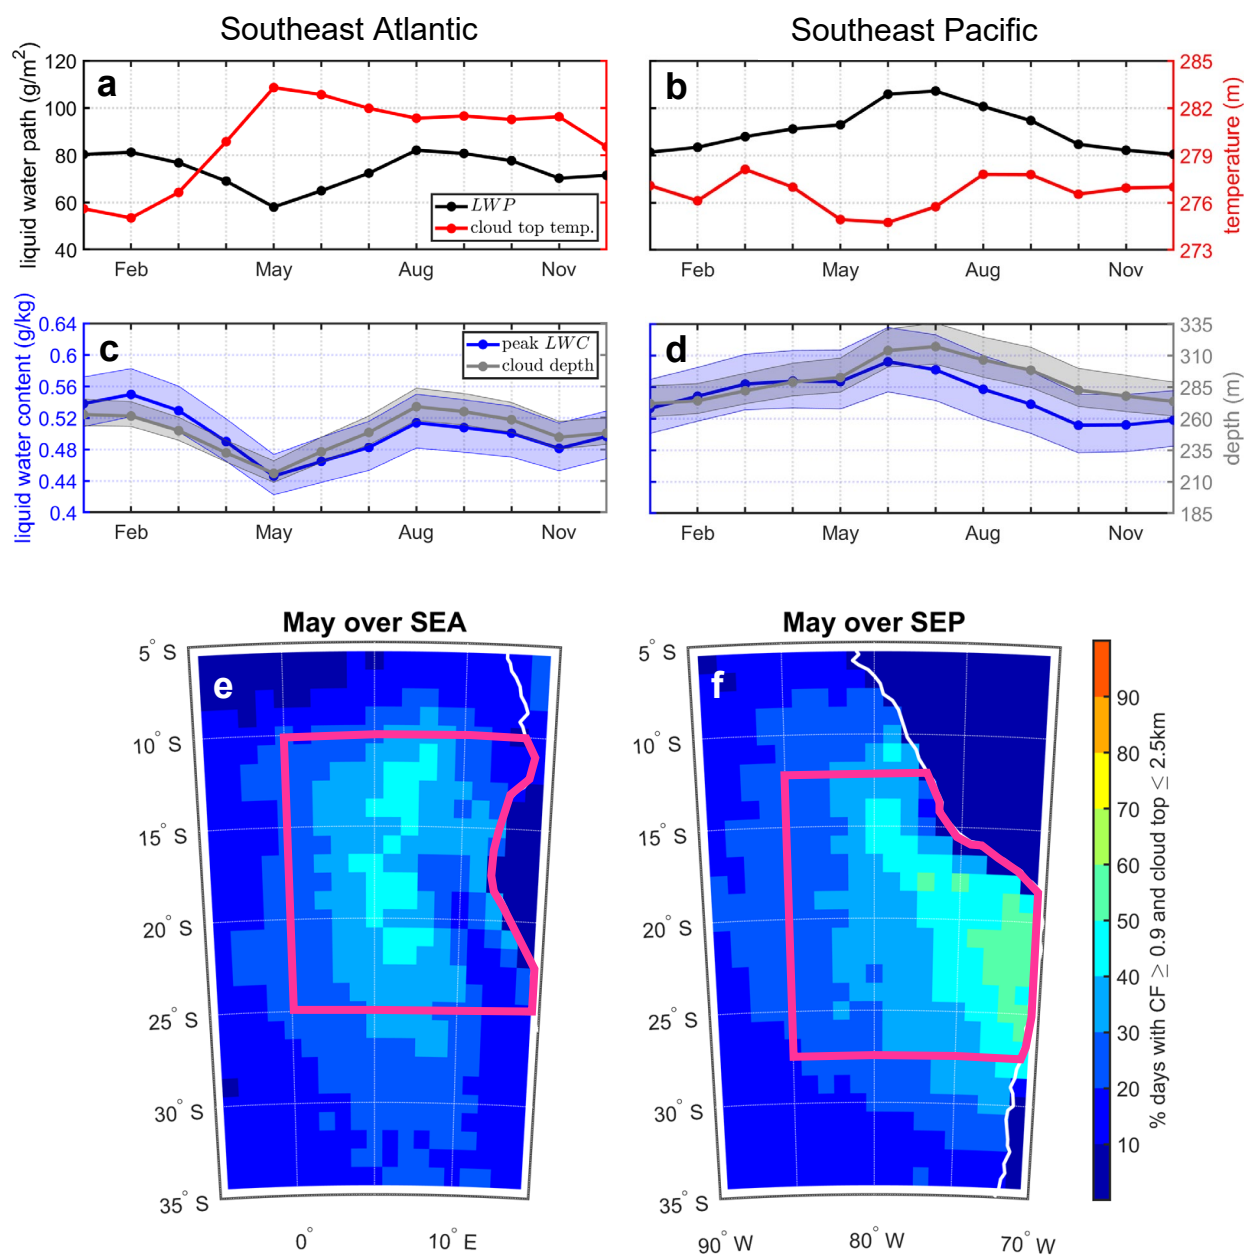 Southeast Atlantic
Southeast Pacific
liquid water path (g/m²)
120
100
80
60
40
a
LWP
cloud top temp.
Feb
May
Aug
Nov
b
285
282
279
276
273
temperature (m)
Feb
May
Aug
Nov
liquid water content (g/kg)
0.64
0.6
0.56
0.52
0.48
0.44
0.4
c
peak LWC
cloud depth
Feb
May
Aug
Nov
d
335
310
285
260
235
210
185
depth (m)
Feb
May
Aug
Nov
May over SEA
5° S
10° S
15° S
20° S
25° S
30° S
35° S
e
0°
10° E
May over SEP
5° S
10° S
15° S
20° S
25° S
30° S
35° S
f
90° W
80° W
70° W
90
80
70
60
50
40
30
20
10
% days with CF ≥ 0.9 and cloud top ≤ 2.5km